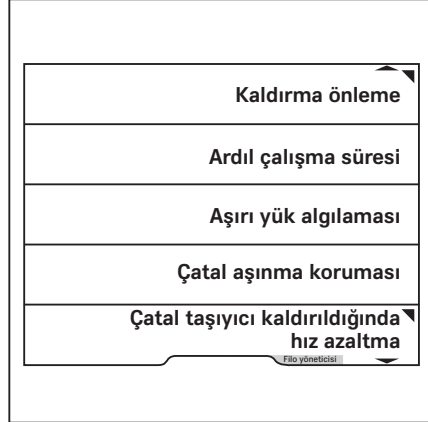 Kaldırma önleme
Ardıl çalışma süresi
Aşırı yük algılaması
Çatal aşınma koruması
Çatal taşıyıcı kaldırıldığında
hız azaltma
Filo yöneticisi